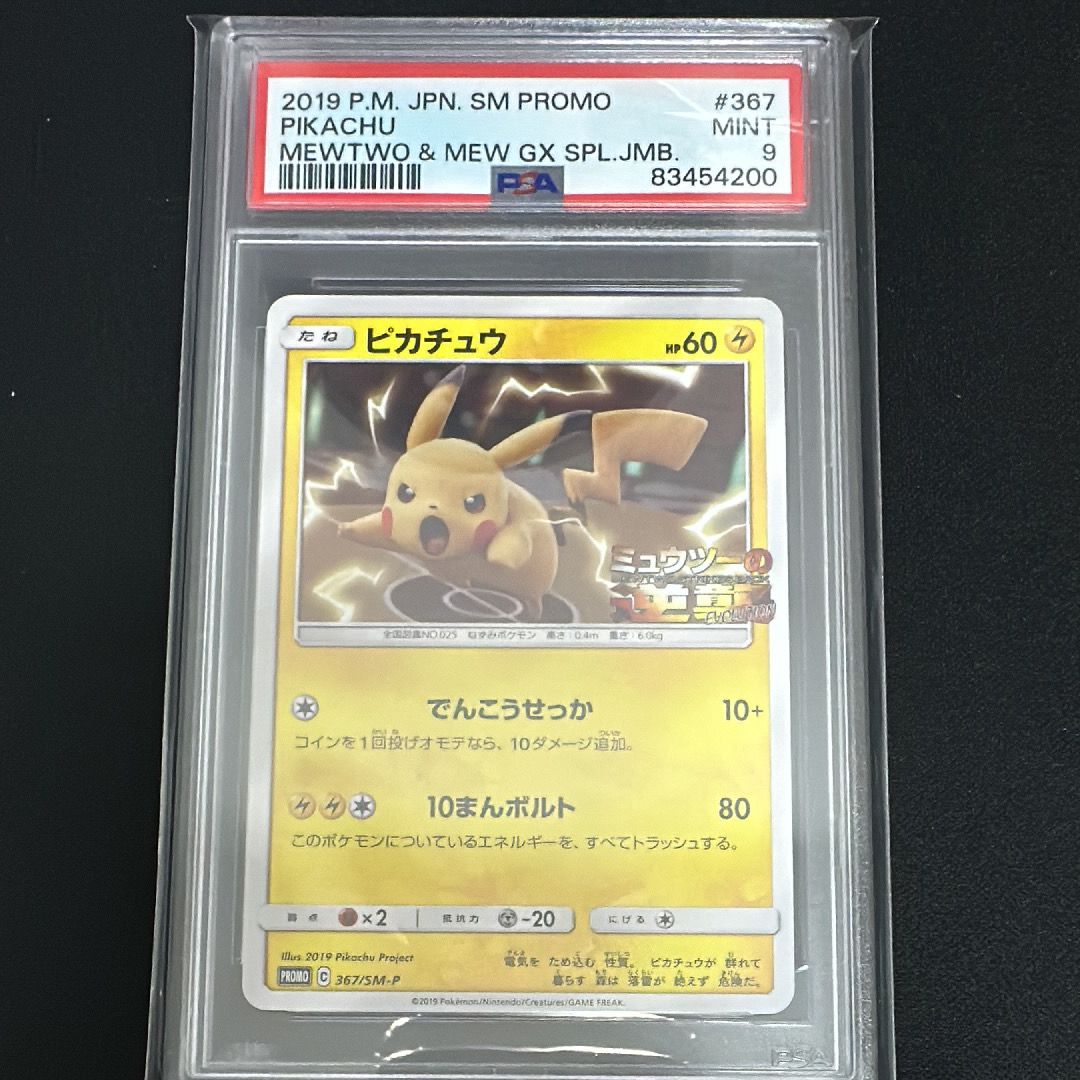 2019 P.M. JPN. SM PROMO #367
PIKACHU MINT
MEWTWO & MEW GX SPL.JMB. 9
PSA 83454200
たね ピカチュウ HP60
ミュウツーの
MEWTWO STRIKES BACK
逆襲
EVOLUTION
全国図鑑NO.025 ねずみポケモン 高さ:0.4m 重さ:6.0kg
でんこうせっか 10+
コインを1回投げオモテなら、10ダメージ追加。
10まんボルト 80
このポケモンについているエネルギーを、すべてトラッシュする。
弱点 ×2 抵抗力 -20 にげる
Illus. 2019 Pikachu Project
電気を ため込む 性質。 ピカチュウが 群れて
PROMO C 367/SM-P
暮らす 森は 落雷が 絶えず 危険だ。
©2019 Pokémon/Nintendo/Creatures/GAME FREAK.
PSA